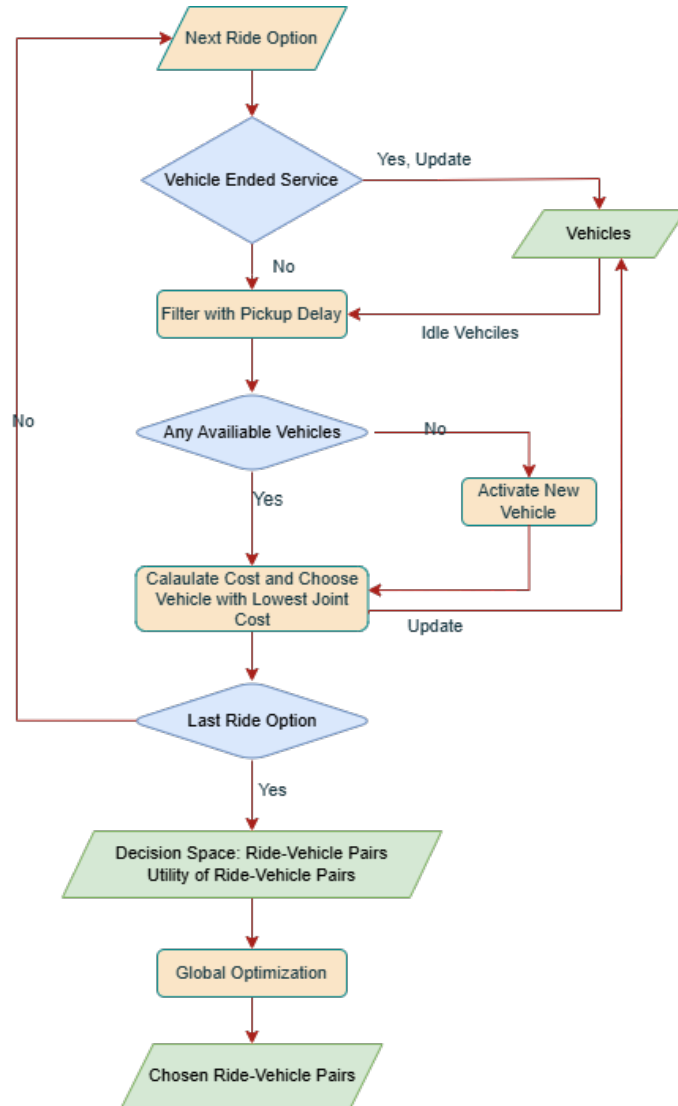 Next Ride Option
Vehicle Ended Service
Yes, Update
Vehicles
No
Filter with Pickup Delay
Idle Vehciles
No
Any Availiable Vehicles
No
Activate New
Vehicle
Yes
Calaulate Cost and Choose
Vehicle with Lowest Joint
Cost
Update
Last Ride Option
Yes
Decision Space: Ride-Vehicle Pairs
Utility of Ride-Vehicle Pairs
Global Optimization
Chosen Ride-Vehicle Pairs